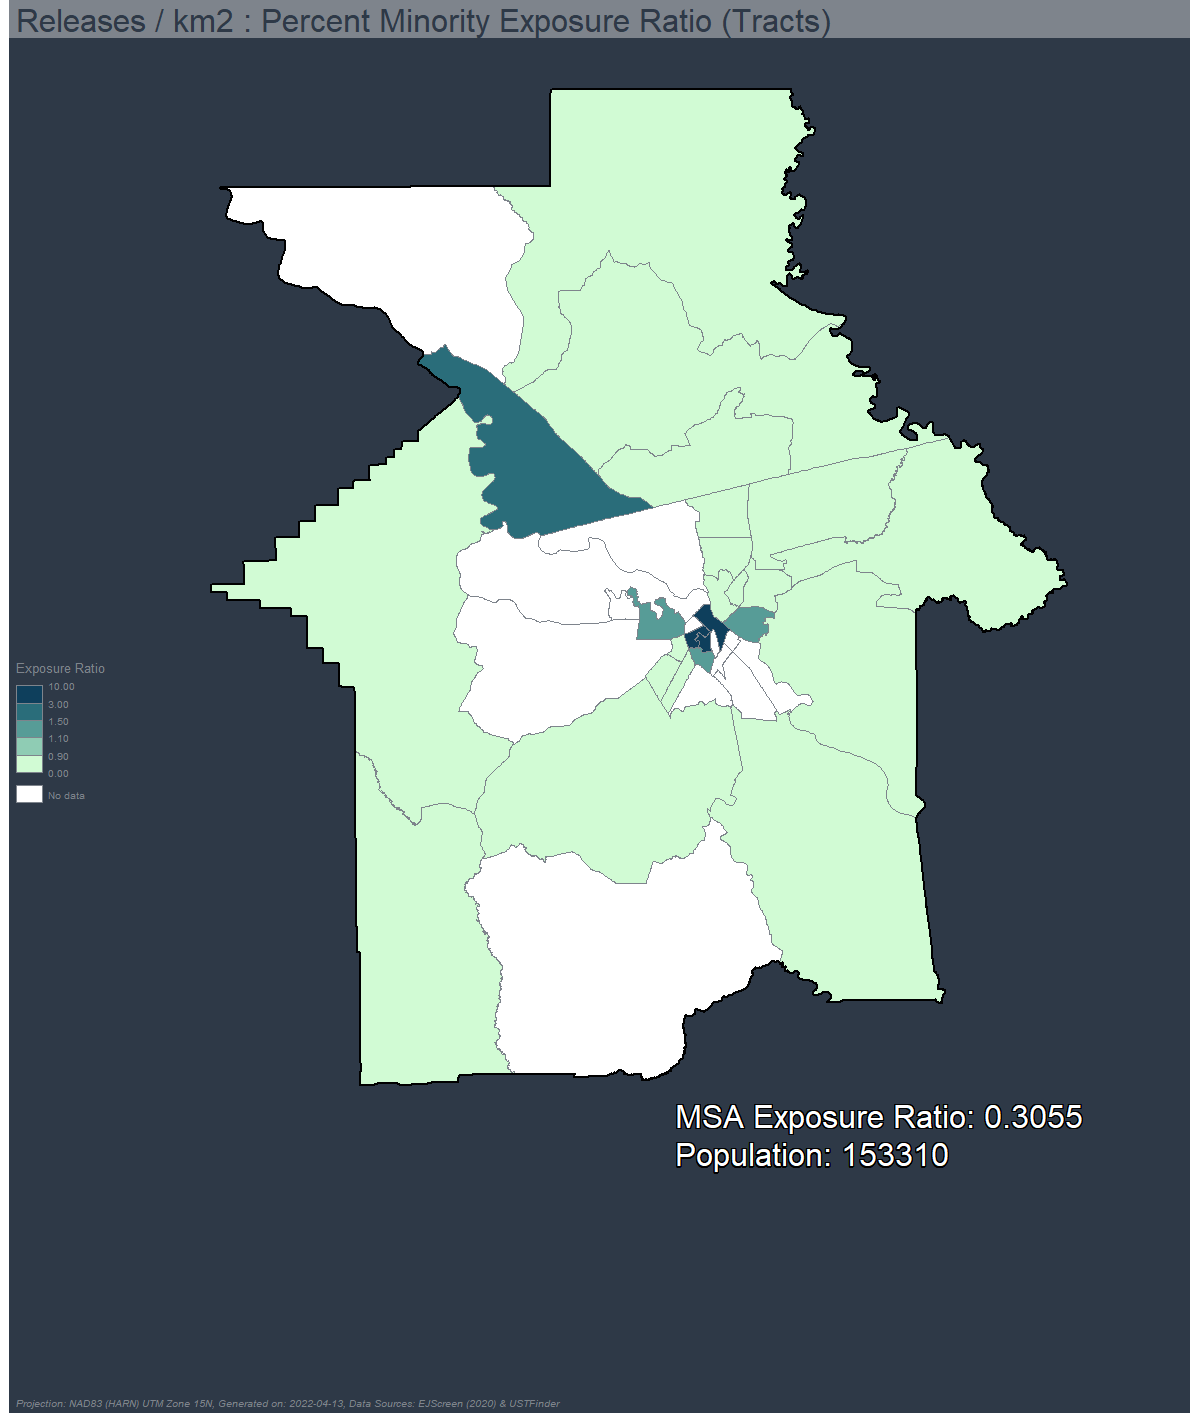 Releases / km2 : Percent Minority Exposure Ratio (Tracts)
Exposure Ratio
10.00
3.00
1.50
1.10
0.90
0.00
No data
MSA Exposure Ratio: 0.3055
Population: 153310
Projection: NAD83 (HARN) UTM Zone 15N, Generated on: 2022-04-13, Data Sources: EJScreen (2020) & USTFinder